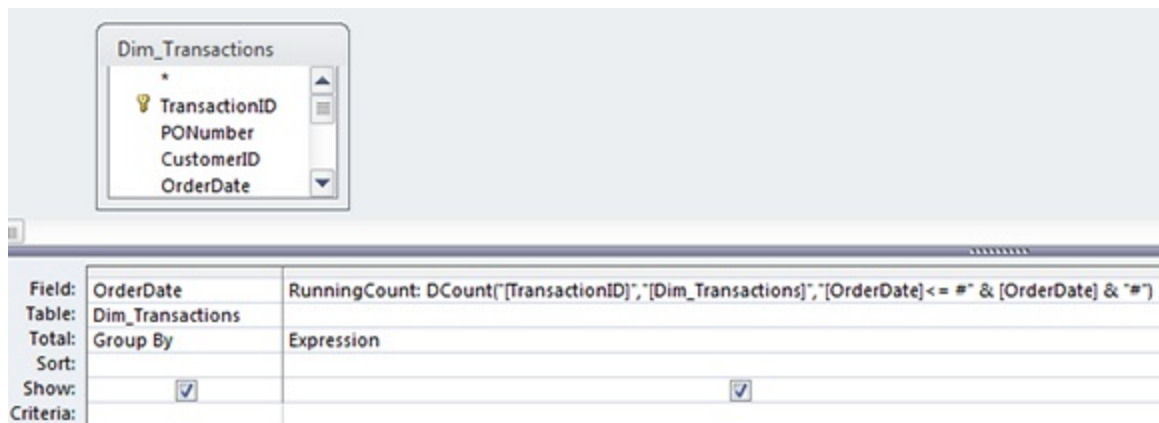 Dim_Transactions
*
TransactionID
PONumber
CustomerID
OrderDate
Field: OrderDate RunningCount: DCount("[TransactionID]","[Dim_Transactions]","[OrderDate]<= #" & [OrderDate] & "#")
Table: Dim_Transactions
Total: Group By Expression
Sort:
Show:
Criteria: